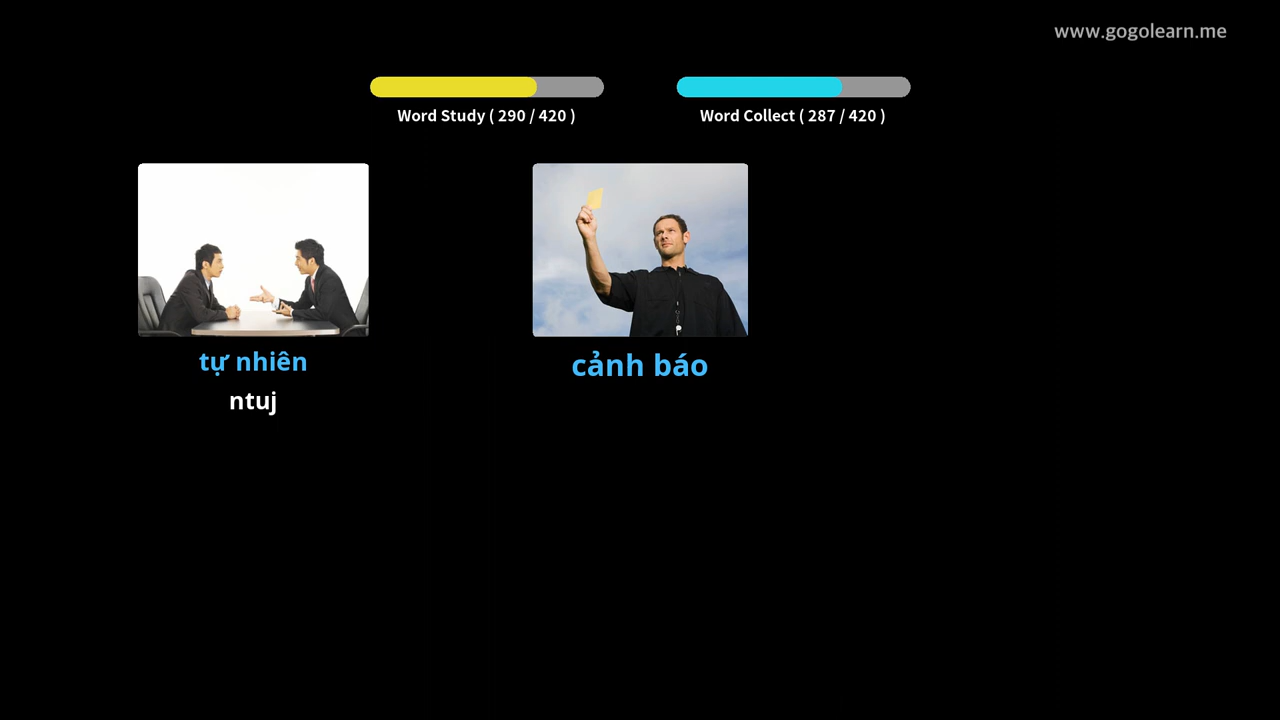 www.gogolearn.me
Word Study ( 290 / 420 )
Word Collect ( 287 / 420 )
tự nhiên
ntuj
cảnh báo